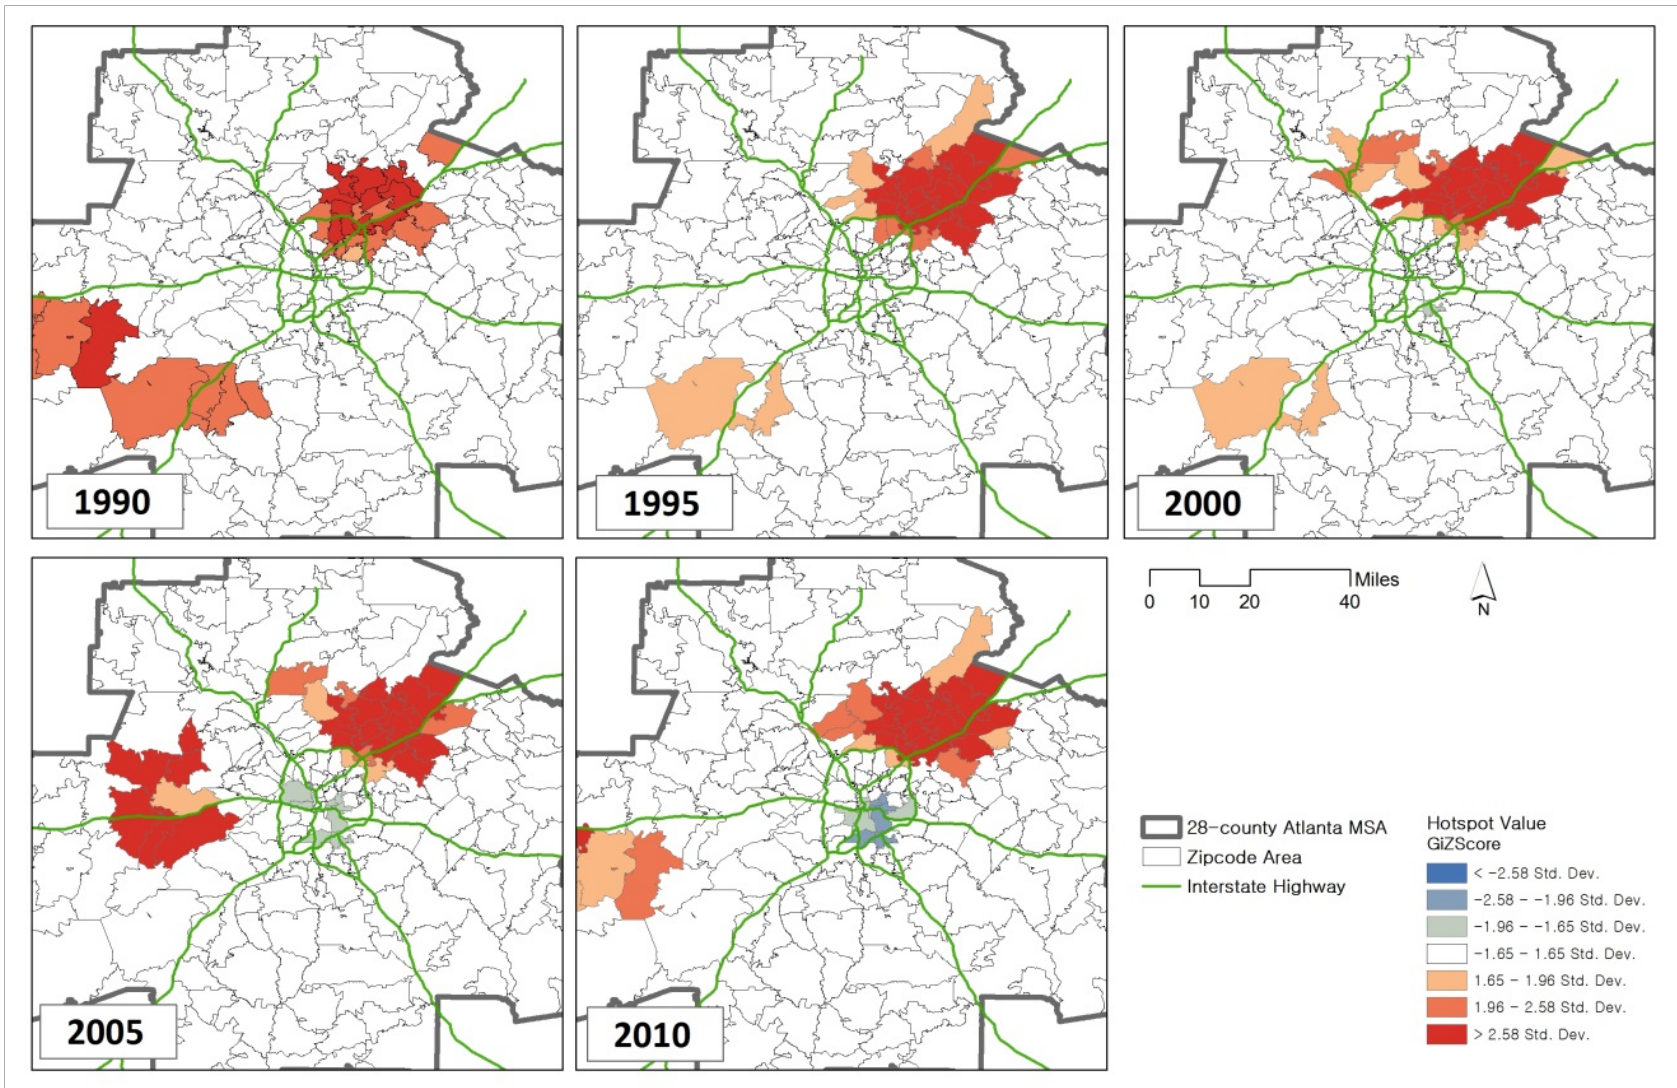 1990
1995
2000
2005
2010
Miles
0 10 20 40
N
28-county Atlanta MSA
Zipcode Area
Interstate Highway
Hotspot Value
GiZScore
< -2.58 Std. Dev.
-2.58 - -1.96 Std. Dev.
-1.96 - -1.65 Std. Dev.
-1.65 - 1.65 Std. Dev.
1.65 - 1.96 Std. Dev.
1.96 - 2.58 Std. Dev.
> 2.58 Std. Dev.